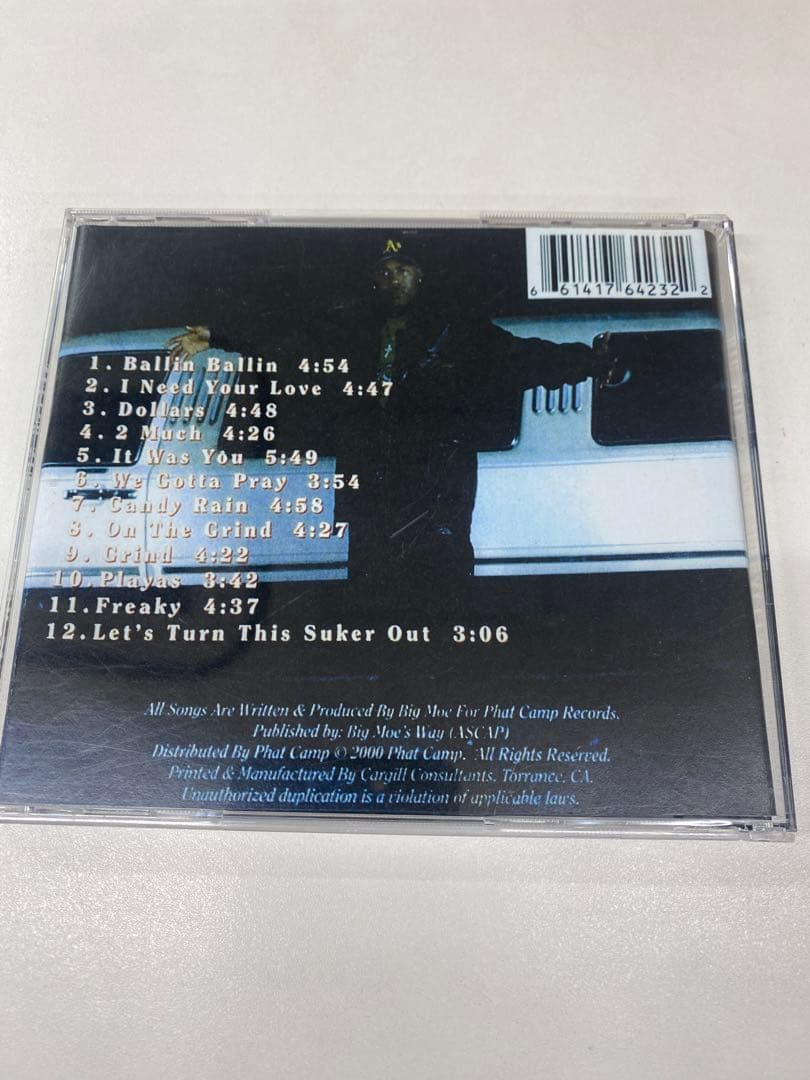 A's
6 61417 64232 2
1. Ballin Ballin 4:54
2. I Need Your Love 4:47
3. Dollars 4:48
4. 2 Much 4:26
5. It Was You 5:49
6. We Gotta Pray 3:54
7. Candy Rain 4:58
8. On The Grind 4:27
9. Grind 4:22
10. Playas 3:42
11. Freaky 4:37
12. Let's Turn This Suker Out 3:06
All Songs Are Written & Produced By Big Moe For Phat Camp Records.
Published by: Big Moe's Way (ASCAP)
Distributed By Phat Camp © 2000 Phat Camp. All Rights Reserved.
Printed & Manufactured By Cargill Consultants, Torrance, CA.
Unauthorized duplication is a violation of applicable laws.